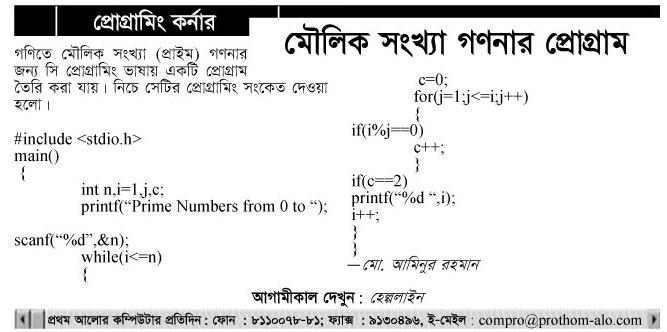 প্রোগ্রামিং কর্নার
মৌলিক সংখ্যা গণনার প্রোগ্রাম
গণিতে মৌলিক সংখ্যা (প্রাইম) গণনার
জন্য সি প্রোগ্রামিং ভাষায় একটি প্রোগ্রাম
তৈরি করা যায়। নিচে সেটির প্রোগ্রামিং সংকেত দেওয়া
হলো।
#include <stdio.h>
main()
{
int n,i=1,j,c;
printf(“Prime Numbers from 0 to “);
scanf(“%d”,&n);
while(i<=n)
{
c=0;
for(j=1;j<=i;j++)
{
if(i%j==0)
c++;
}
if(c==2)
printf(“%d “,i);
i++;
}
}
—মো. আমিনুর রহমান
আগামীকাল দেখুন : হেল্পলাইন
প্রথম আলোর কম্পিউটার প্রতিদিন : ফোন : ৮১১০০৭৮-৮১; ফ্যাক্স : ৯১৩০৪৯৬, ই-মেইল : compro@prothom-alo.com